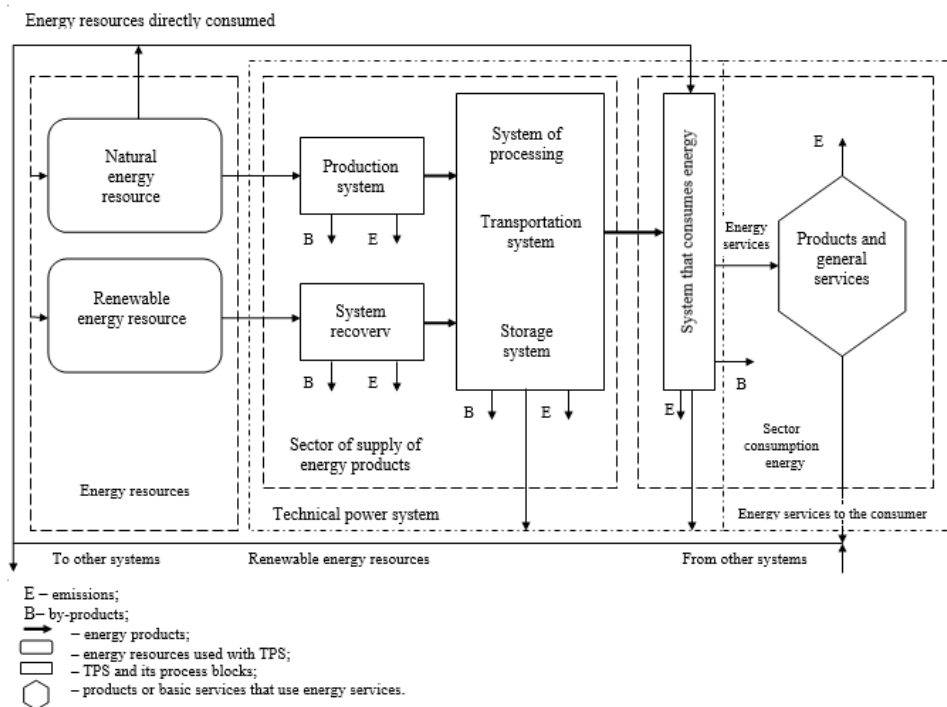 Energy resources directly consumed
Natural
energy
resource
Renewable
energy resource
Energy resources
Production
system
B
E
System
recovery
B
E
System of
processing
Transportation
system
Storage
system
B
E
Sector of supply of
energy products
Technical power system
System that consumes energy
E
B
Energy
services
E
Products and
general
services
Sector
consumption
energy
Energy services to the consumer
To other systems
Renewable energy resources
From other systems
E – emissions;
B– by-products;
– energy products;
– energy resources used with TPS;
– TPS and its process blocks;
– products or basic services that use energy services.